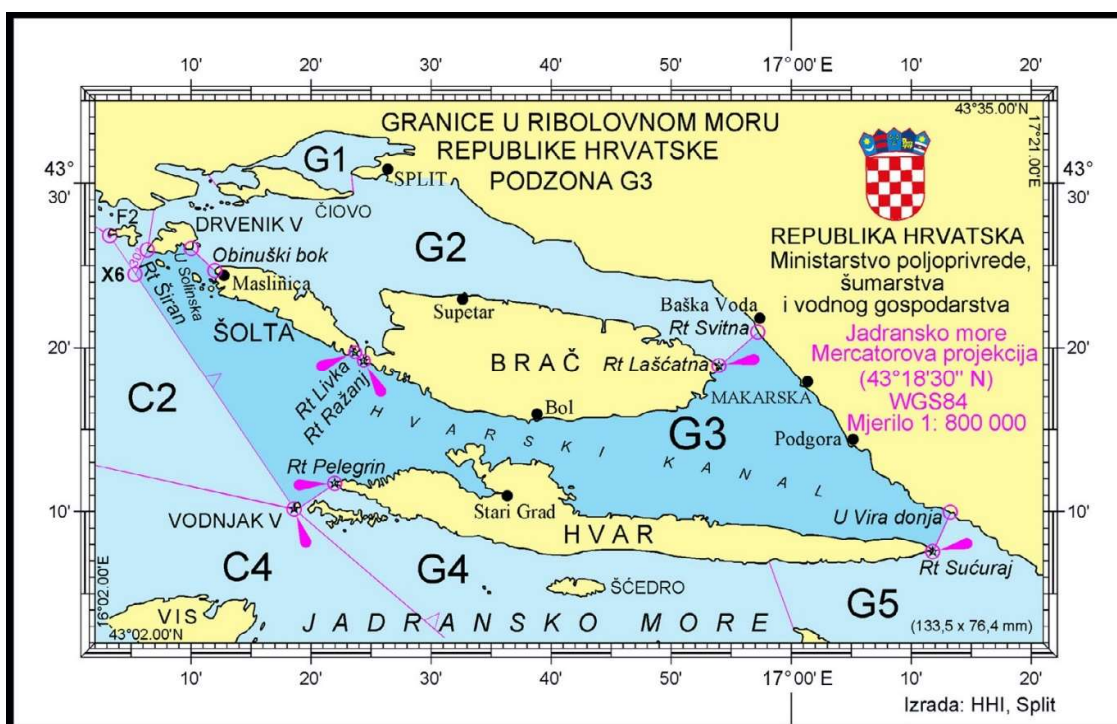 10' 20' 30' 40' 50' 17° 00' E 10' 20'
43°35.00'N
17°21.00'E
GRANICE U RIBOLOVNOM MORU
REPUBLIKE HRVATSKE
PODZONA G3
43°
30'
43°
30'
G1
SPLIT
ČIOVO
F2
DRVENIK V
Obinuški bok
X6
300
Rt Širan
U Solinska
Maslinica
G2
REPUBLIKA HRVATSKA
Ministarstvo poljoprivrede,
šumarstva
i vodnog gospodarstva
Jadransko more
Mercatorova projekcija
(43°18'30" N)
WGS84
Mjerilo 1: 800 000
Baška Voda
Rt Svitna
Supetar
ŠOLTA
20'
20'
BRAČ
Rt Lašćatna
Rt Livka
Rt Ražanj
C2
MAKARSKA
Bol
G3
Podgora
HVARSKI KANAL
Rt Pelegrin
Stari Grad
10'
10'
VODNJAK V
U Vira donja
HVAR
Rt Sućuraj
C4
G4
ŠĆEDRO
G5
16°02.00'E
VIS
43°02.00'N
JADRANSKO MORE
(133,5 x 76,4 mm)
10' 20' 30' 40' 50' 17° 00' E 10' 20'
Izrada: HHI, Split